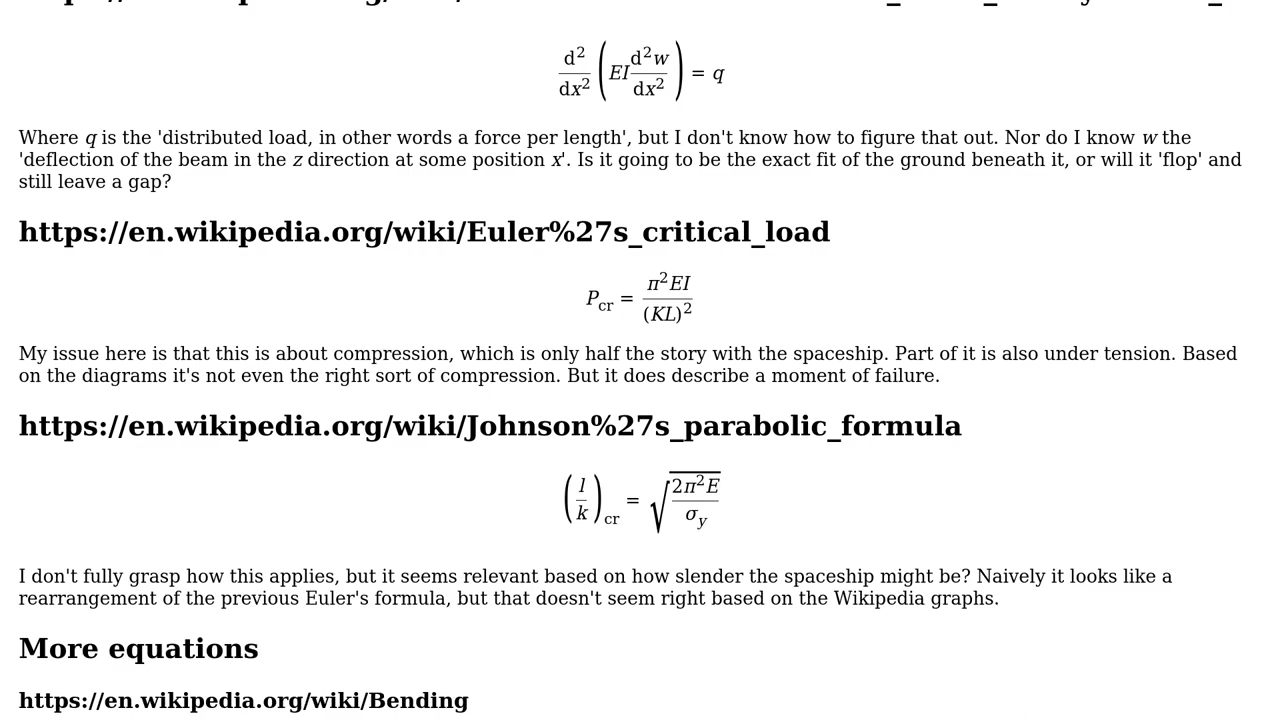 d²/dx² (EI d²w/dx²) = q
Where q is the 'distributed load, in other words a force per length', but I don't know how to figure that out. Nor do I know w the
'deflection of the beam in the z direction at some position x'. Is it going to be the exact fit of the ground beneath it, or will it 'flop' and
still leave a gap?
https://en.wikipedia.org/wiki/Euler%27s_critical_load
P_cr = π²EI/(KL)²
My issue here is that this is about compression, which is only half the story with the spaceship. Part of it is also under tension. Based
on the diagrams it's not even the right sort of compression. But it does describe a moment of failure.
https://en.wikipedia.org/wiki/Johnson%27s_parabolic_formula
(l/k)_cr = √(2π²E/σ_y)
I don't fully grasp how this applies, but it seems relevant based on how slender the spaceship might be? Naively it looks like a
rearrangement of the previous Euler's formula, but that doesn't seem right based on the Wikipedia graphs.
More equations
https://en.wikipedia.org/wiki/Bending